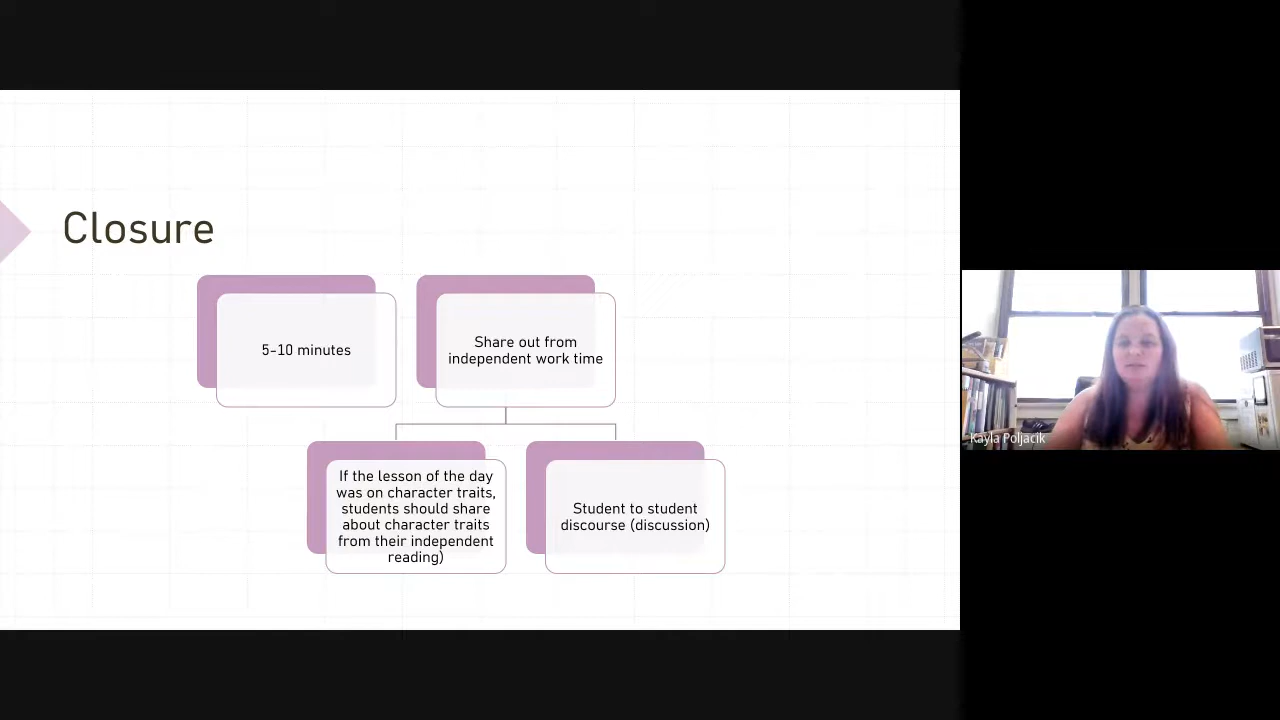 Closure
5-10 minutes
Share out from
independent work time
If the lesson of the day
was on character traits,
students should share
about character traits
from their independent
reading)
Student to student
discourse (discussion)
Kayla Poljacik